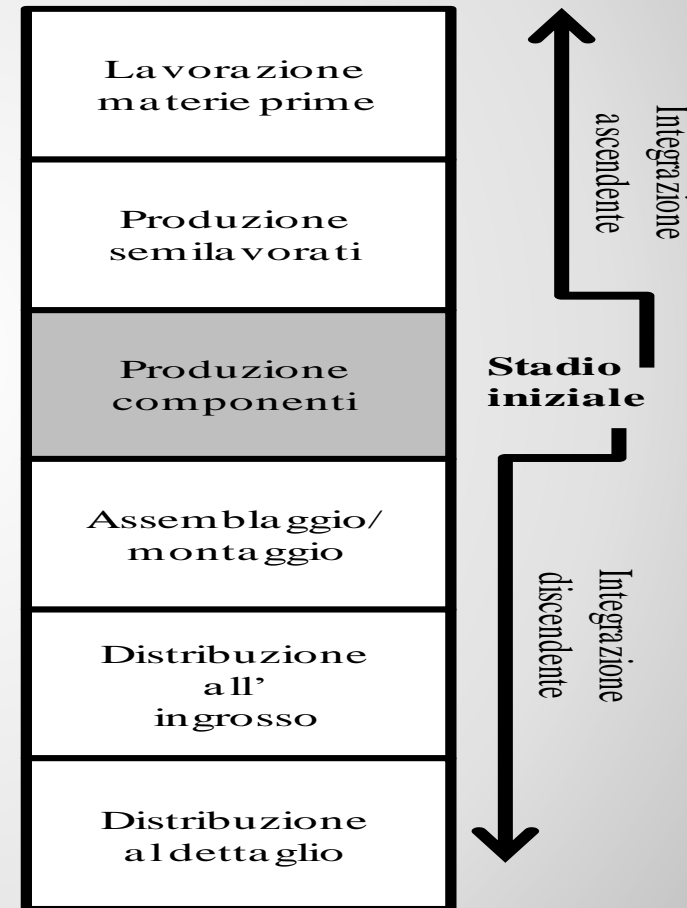 Lavorazione
materie prime
Produzione
semilavorati
Produzione
componenti
Assemblaggio/
montaggio
Distribuzione
all’
ingrosso
Distribuzione
al dettaglio
Integrazione
ascendente
Stadio
iniziale
Integrazione
discendente